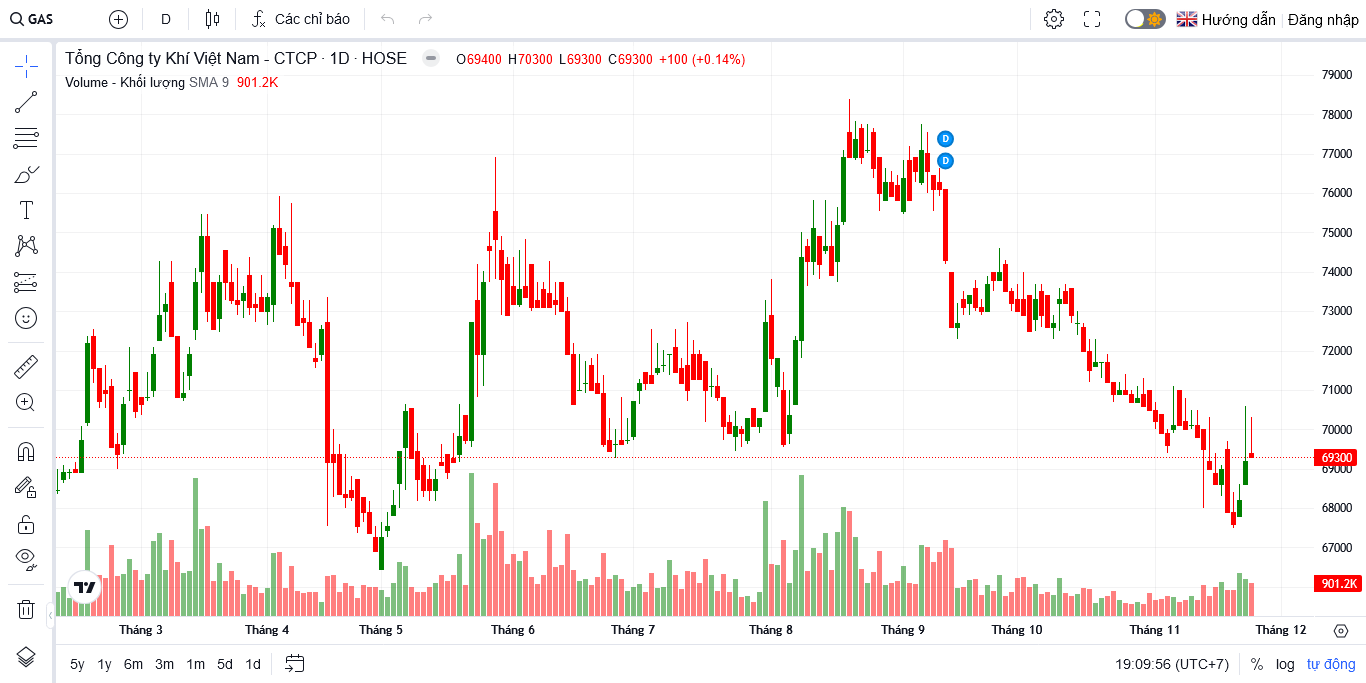 GAS
D
Các chỉ báo
Hướng dẫn
Đăng nhập
Tổng Công ty Khí Việt Nam - CTCP · 1D · HOSE
O69400 H70300 L69300 C69300 +100 (+0.14%)
Volume - Khối lượng SMA 9 901.2K
79000
78000
77000
76000
75000
74000
73000
72000
71000
70000
69300
69000
68000
67000
901.2K
D
D
Tháng 3
Tháng 4
Tháng 5
Tháng 6
Tháng 7
Tháng 8
Tháng 9
Tháng 10
Tháng 11
Tháng 12
5y 1y 6m 3m 1m 5d 1d
19:09:56 (UTC+7)
% log tự động